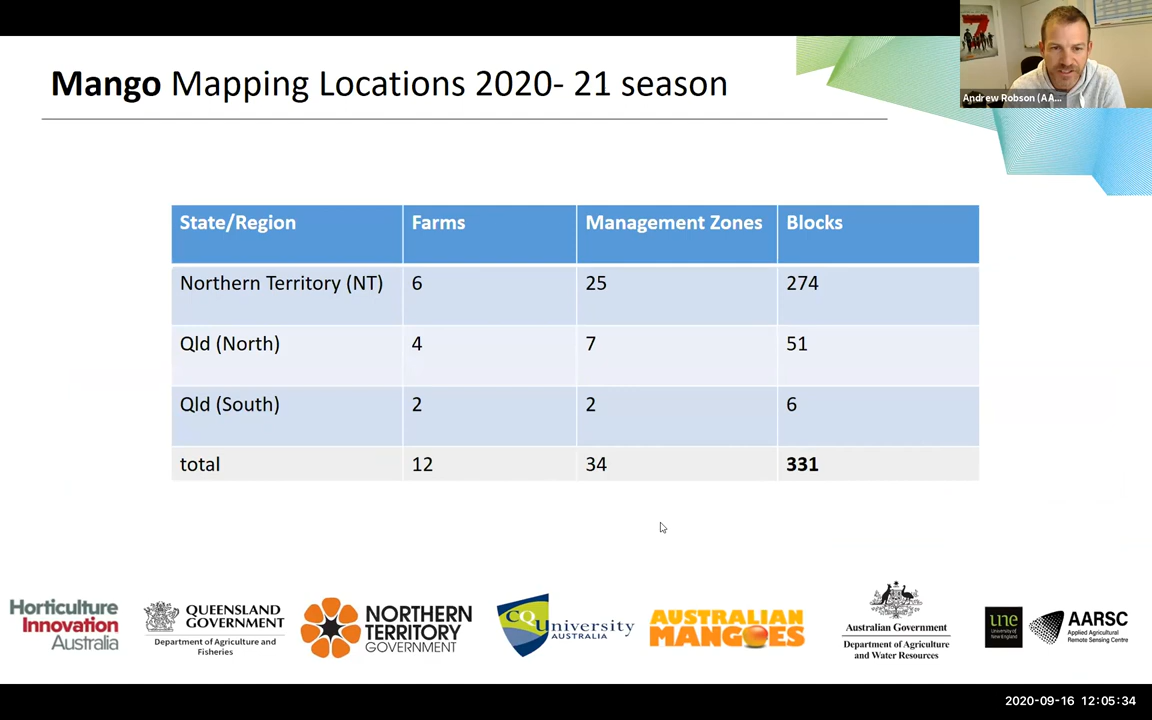 Mango Mapping Locations 2020- 21 season
Andrew Robson (AA...
State/Region Farms Management Zones Blocks
Northern Territory (NT) 6 25 274
Qld (North) 4 7 51
Qld (South) 2 2 6
total 12 34 331
Horticulture
Innovation
Australia
QUEENSLAND
GOVERNMENT
Department of Agriculture and
Fisheries
NORTHERN
TERRITORY
GOVERNMENT
CQUniversity
AUSTRALIA
AUSTRALIAN
MANGOES
Australian Government
Department of Agriculture
and Water Resources
une
University of
New England
AARSC
Applied Agricultural
Remote Sensing Centre
2020-09-16 12:05:34